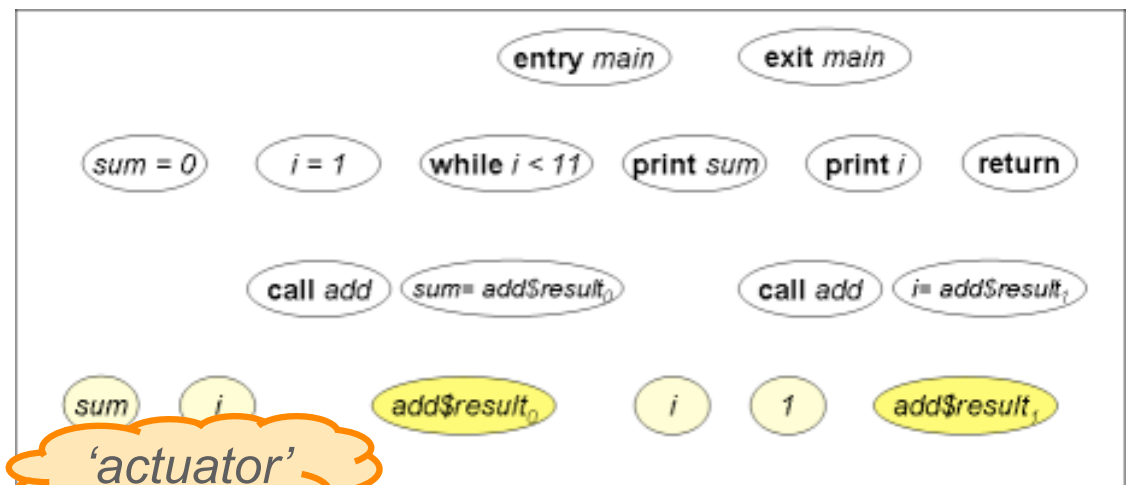 entry main exit main
sum = 0 i = 1 while i < 11 print sum print i return
call add sum= add$result₀ call add i= add$result₁
sum i add$result₀ i 1 add$result₁
‘actuator’